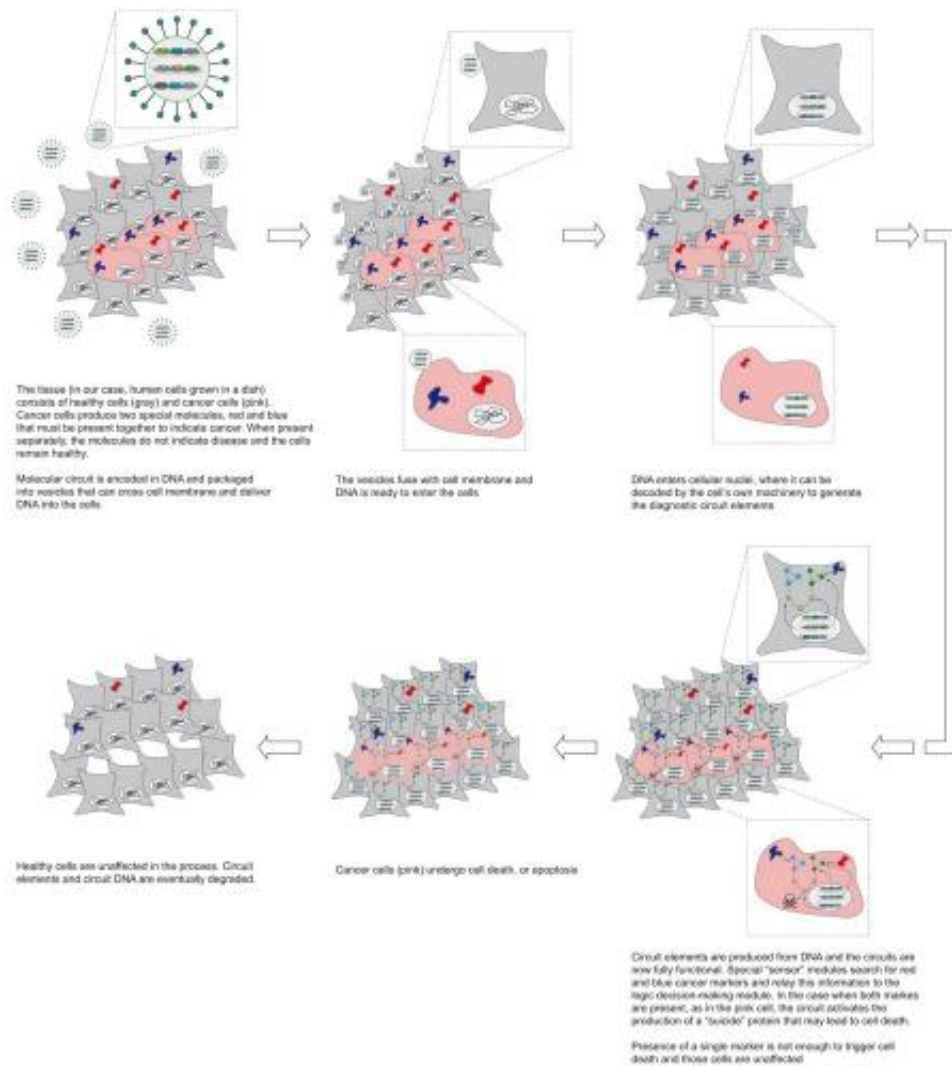 The tissue (in our case, human cells grown in a dish)
consists of healthy cells (gray) and cancer cells (pink).
Cancer cells produce two special molecules, red and blue
that must be present together to indicate cancer. When present
separately, the molecules do not indicate disease and the cells
remain healthy.
Molecular circuit is encoded in DNA and packaged
into vesicles that can cross cell membrane and deliver
DNA into the cells
The vesicles fuse with cell membrane and
DNA is ready to enter the cells
DNA enters cellular nuclei, where it can be
decoded by the cell's own machinery to generate
the diagnostic circuit elements
Healthy cells are unaffected in the process. Circuit
elements and circuit DNA are eventually degraded.
Cancer cells (pink) undergo cell death, or apoptosis
Circuit elements are produced from DNA and the circuits are
now fully functional. Special "sensor" modules search for red
and blue cancer markers and relay this information to the
logic decision-making module. In the case when both markes
are present, as in the pink cell, the circuit activates the
production of a "suicide" protein that may lead to cell death.
Presence of a single marker is not enough to trigger cell
death and those cells are unaffected